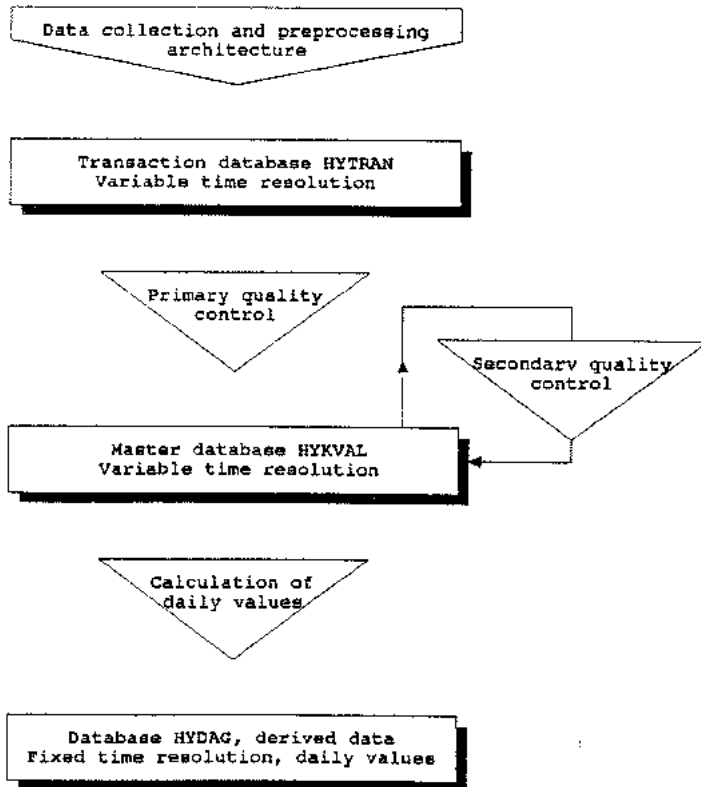 Data collection and preprocessing
architecture
Transaction database HYTRAN
Variable time resolution
Primary quality
control
Secondary quality
control
Master database HYKVAL
Variable time resolution
Calculation of
daily values
Database HYDAG, derived data
Fixed time resolution, daily values